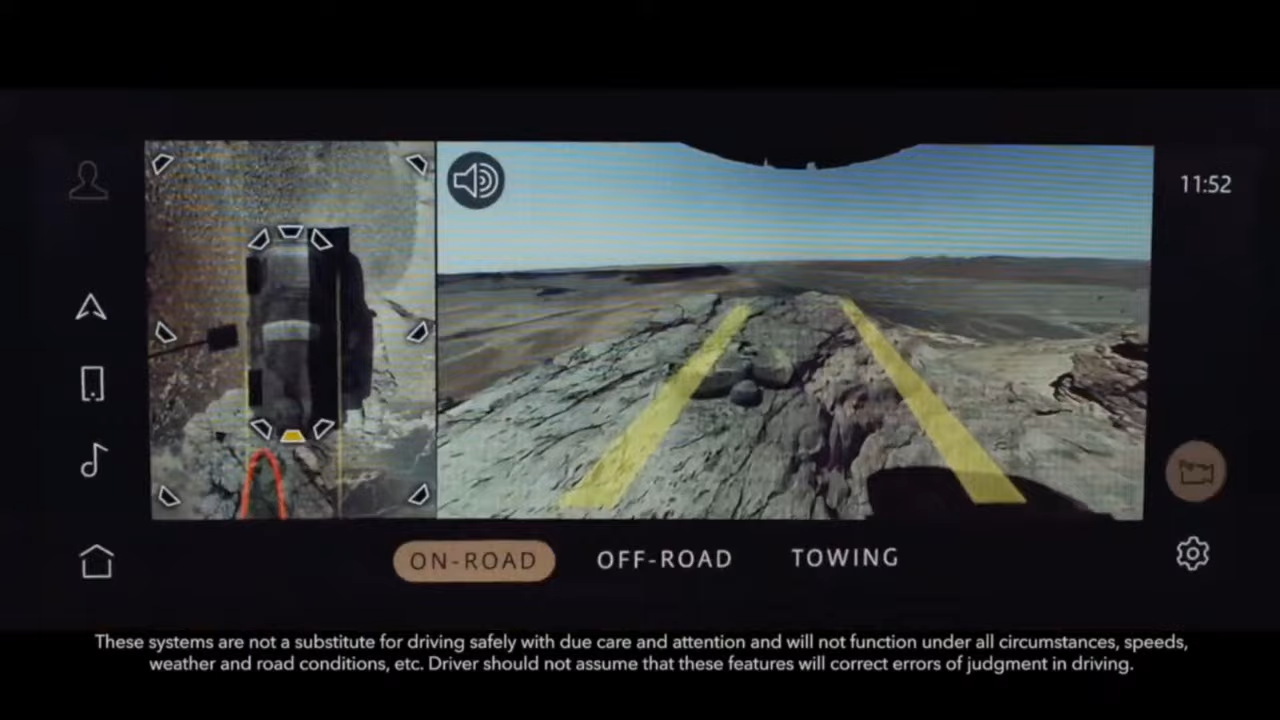 11:52
ON-ROAD
OFF-ROAD
TOWING
These systems are not a substitute for driving safely with due care and attention and will not function under all circumstances, speeds,
weather and road conditions, etc. Driver should not assume that these features will correct errors of judgment in driving.